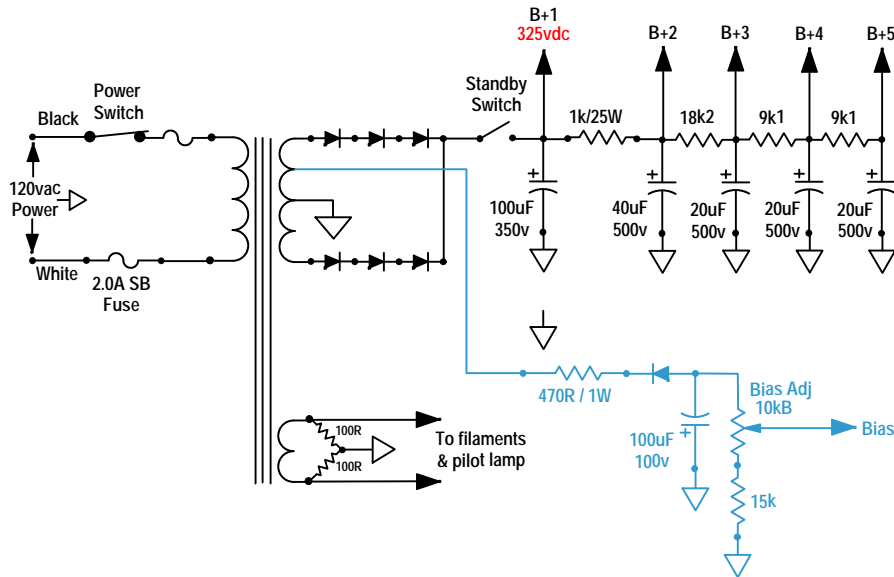 B+1
325vdc
B+2
B+3
B+4
B+5
Standby
Switch
Power
Switch
Black
1k/25W
18k2
9k1
9k1
120vac
Power
+
+
+
+
+
100uF
350v
40uF
500v
20uF
500v
20uF
500v
20uF
500v
White
2.0A SB
Fuse
470R / 1W
Bias Adj
10kB
Bias
100uF
+
100v
15k
100R
100R
To filaments
& pilot lamp